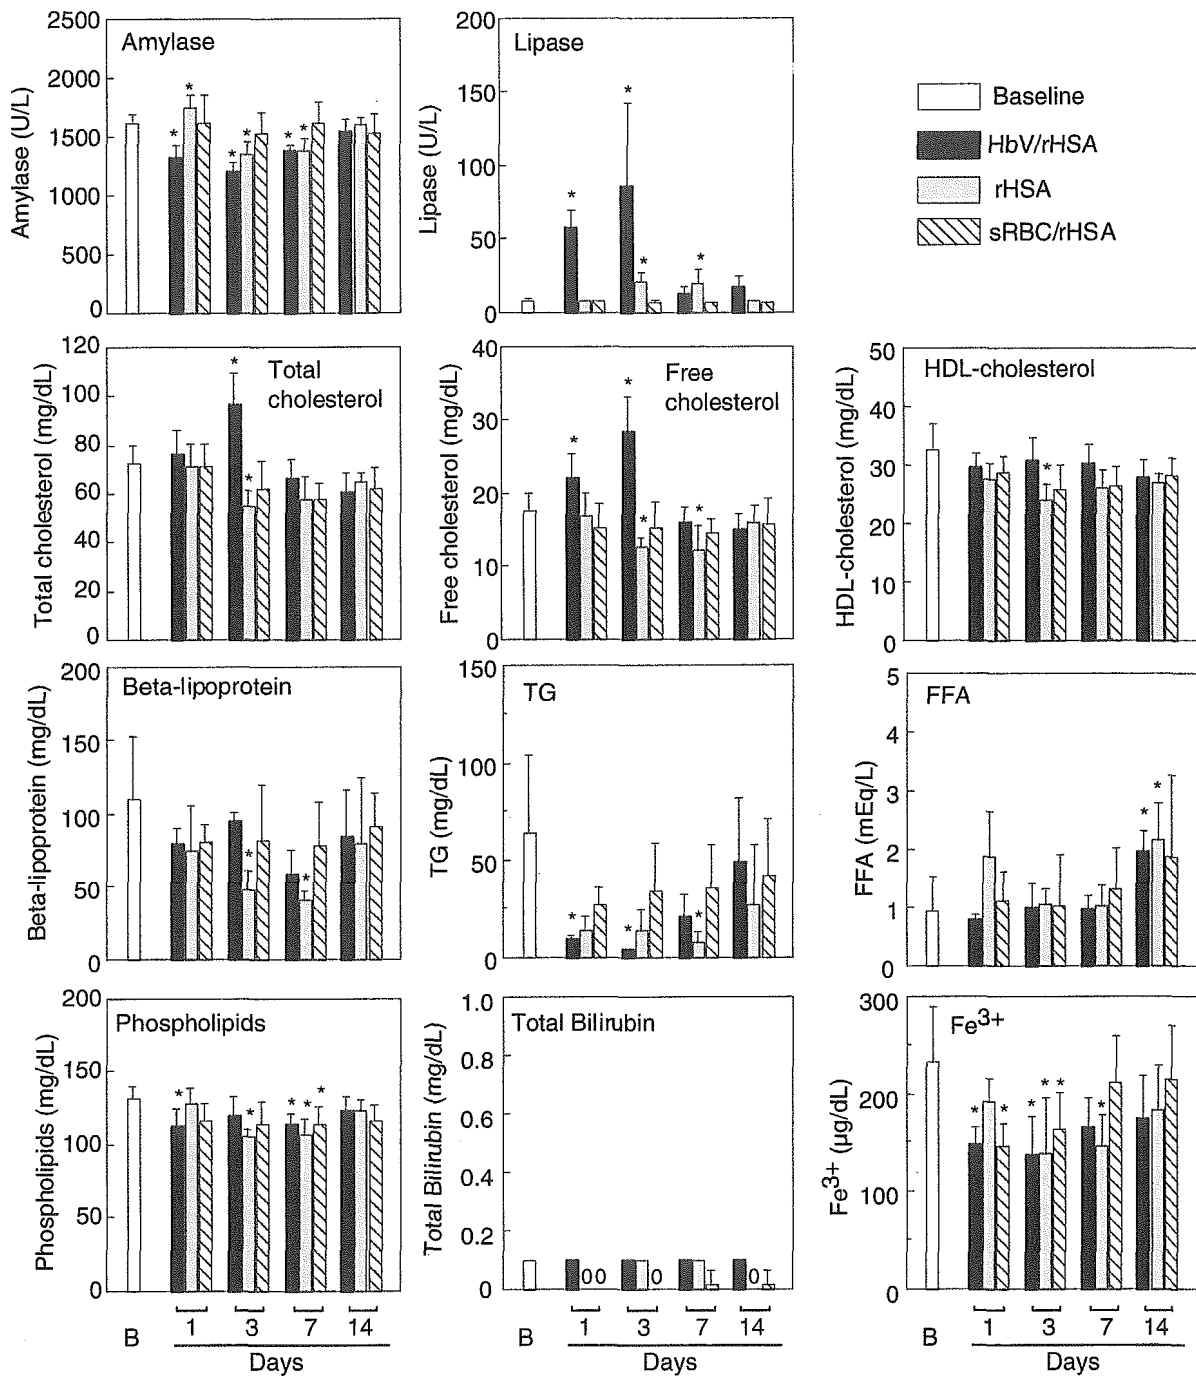 Amylase
Amylase (U/L)
2500
2000
1500
1000
500
0
*
*
*
*
*
*
Lipase
Lipase (U/L)
200
150
100
50
0
*
*
*
*
Baseline
HbV/rHSA
rHSA
sRBC/rHSA
Total
cholesterol
Total cholesterol (mg/dL)
120
100
80
60
40
20
0
*
*
Free
cholesterol
Free cholesterol (mg/dL)
40
30
20
10
0
*
*
*
*
HDL-cholesterol
HDL-cholesterol (mg/dL)
50
40
30
20
10
0
*
Beta-lipoprotein
Beta-lipoprotein (mg/dL)
200
150
100
50
0
*
*
TG
TG (mg/dL)
150
100
50
0
*
*
*
FFA
FFA (mEq/L)
5
4
3
2
1
0
*
*
Phospholipids
Phospholipids (mg/dL)
200
150
100
50
0
*
*
*
*
*
B
1 3 7 14
Days
Total Bilirubin
Total Bilirubin (mg/dL)
1.0
0.8
0.6
0.4
0.2
0
00
0
0
B
1 3 7 14
Days
Fe3+
Fe3+ (µg/dL)
300
200
100
0
*
*
*
*
*
*
B
1 3 7 14
Days